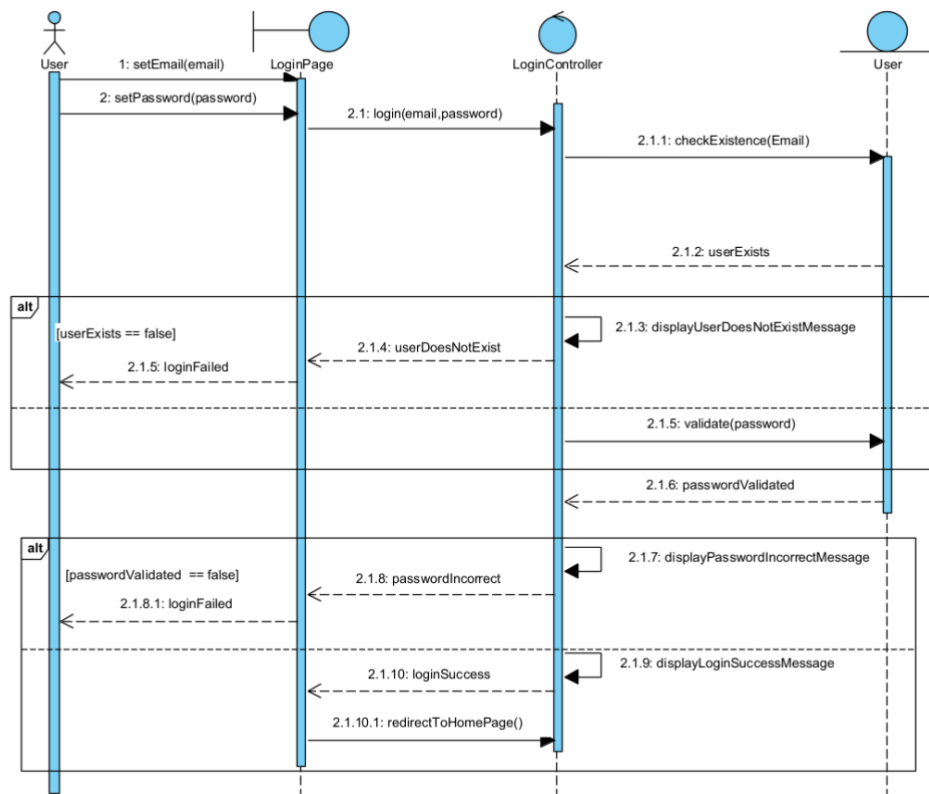 User
LoginPage
LoginController
User
1: setEmail(email)
2: setPassword(password)
2.1: login(email,password)
2.1.1: checkExistence(Email)
2.1.2: userExists
alt
[userExists == false]
2.1.3: displayUserDoesNotExistMessage
2.1.4: userDoesNotExist
2.1.5: loginFailed
2.1.5: validate(password)
2.1.6: passwordValidated
alt
[passwordValidated == false]
2.1.7: displayPasswordIncorrectMessage
2.1.8: passwordIncorrect
2.1.8.1: loginFailed
2.1.9: displayLoginSuccessMessage
2.1.10: loginSuccess
2.1.10.1: redirectToHomePage()